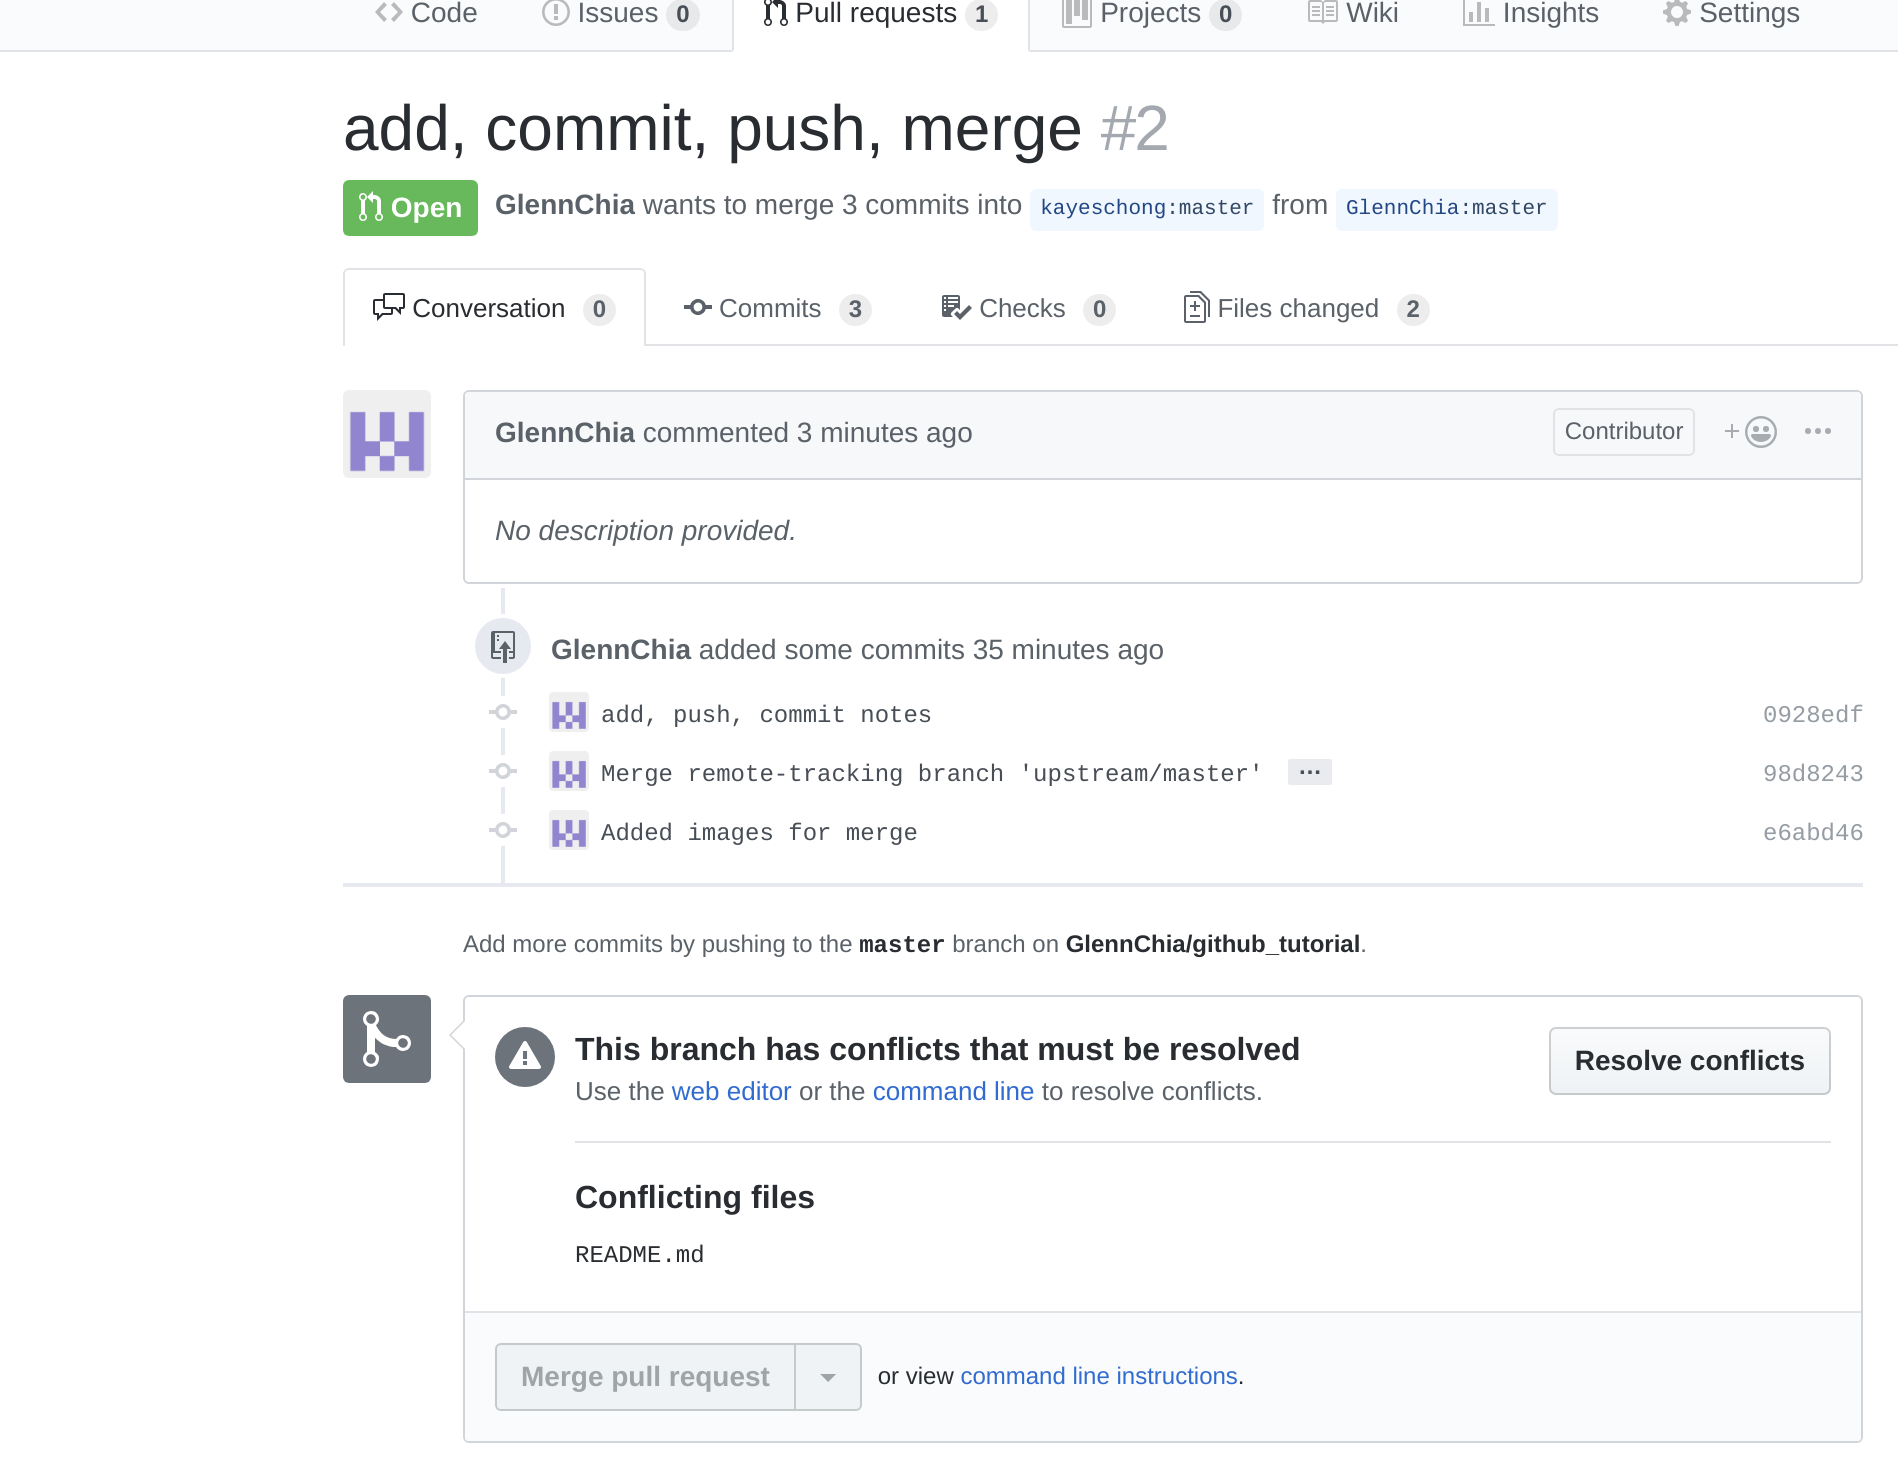 Code Issues 0 Pull requests 1 Projects 0 Wiki Insights Settings
add, commit, push, merge #2
Open GlennChia wants to merge 3 commits into kayeschong:master from GlennChia:master
Conversation 0 Commits 3 Checks 0 Files changed 2
GlennChia commented 3 minutes ago Contributor + ...
No description provided.
GlennChia added some commits 35 minutes ago
add, push, commit notes 0928edf
Merge remote-tracking branch 'upstream/master' ... 98d8243
Added images for merge e6abd46
Add more commits by pushing to the master branch on GlennChia/github_tutorial.
This branch has conflicts that must be resolved
Use the web editor or the command line to resolve conflicts.
Resolve conflicts
Conflicting files
README.md
Merge pull request or view command line instructions.